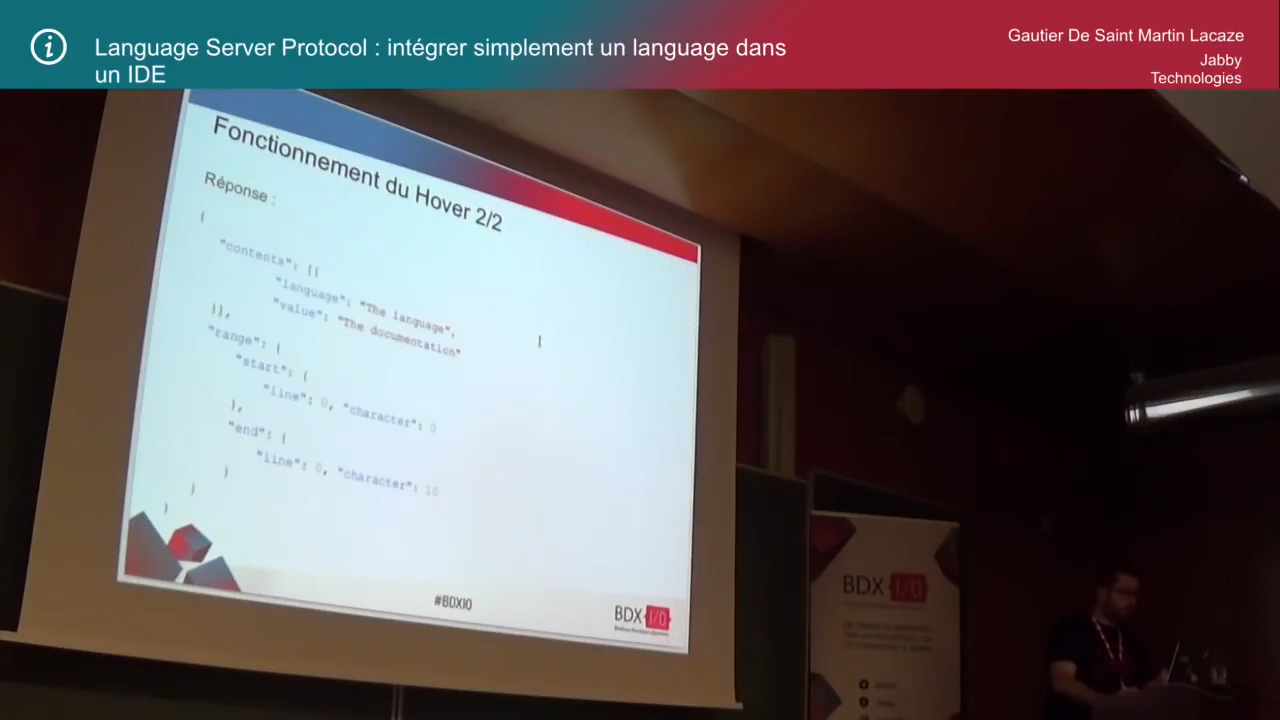 Language Server Protocol : intégrer simplement un language dans
un IDE
Gautier De Saint Martin Lacaze
Jabby
Technologies
Fonctionnement du Hover 2/2
Réponse :
{
"contents": [{
"language": "The language",
"value": "The documentation"
}],
"range": {
"start": {
"line": 0, "character": 0
},
"end": {
"line": 0, "character": 10
}
}
}
#BDXIO
BDX I/O
BDX I/O